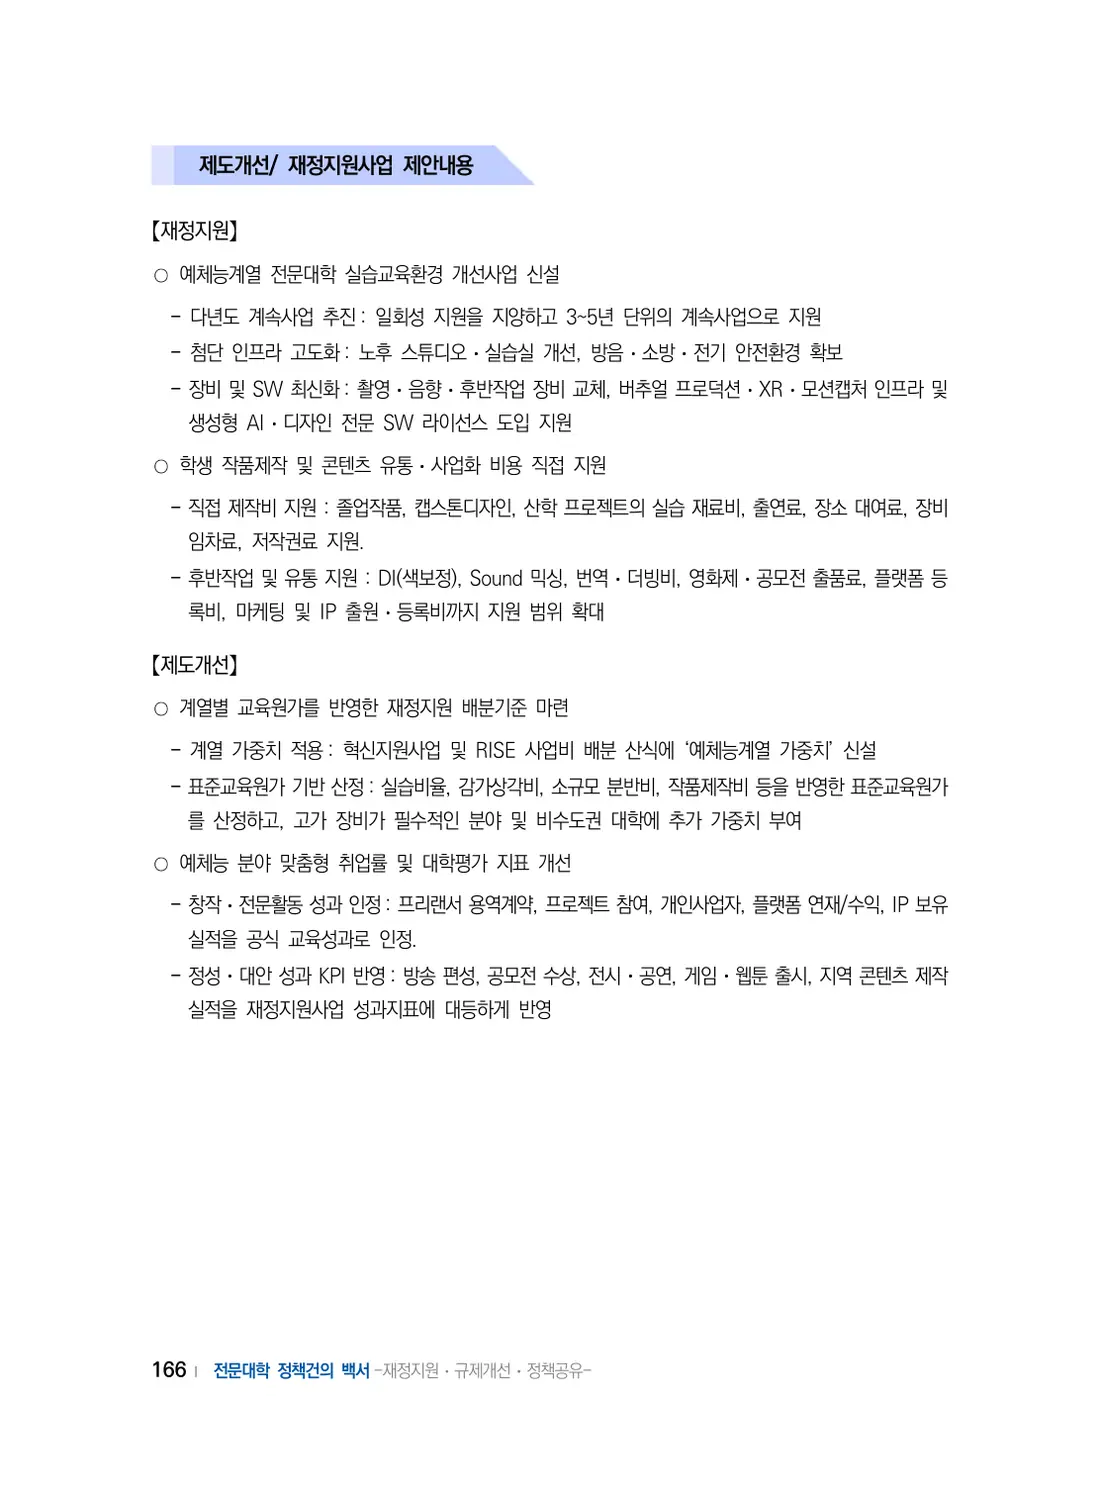 제도개선/ 재정지원사업 제안내용
【재정지원】
○ 예체능계열 전문대학 실습교육환경 개선사업 신설
- 다년도 계속사업 추진 : 일회성 지원을 지양하고 3~5년 단위의 계속사업으로 지원
- 첨단 인프라 고도화 : 노후 스튜디오・실습실 개선, 방음・소방・전기 안전환경 확보
- 장비 및 SW 최신화 : 촬영・음향・후반작업 장비 교체, 버추얼 프로덕션・XR・모션캡처 인프라 및
생성형 AI・디자인 전문 SW 라이선스 도입 지원
○ 학생 작품제작 및 콘텐츠 유통・사업화 비용 직접 지원
- 직접 제작비 지원 : 졸업작품, 캡스톤디자인, 산학 프로젝트의 실습 재료비, 출연료, 장소 대여료, 장비
임차료, 저작권료 지원.
- 후반작업 및 유통 지원 : DI(색보정), Sound 믹싱, 번역・더빙비, 영화제・공모전 출품료, 플랫폼 등
록비, 마케팅 및 IP 출원・등록비까지 지원 범위 확대
【제도개선】
○ 계열별 교육원가를 반영한 재정지원 배분기준 마련
- 계열 가중치 적용 : 혁신지원사업 및 RISE 사업비 배분 산식에 ‘예체능계열 가중치’ 신설
- 표준교육원가 기반 산정 : 실습비율, 감가상각비, 소규모 분반비, 작품제작비 등을 반영한 표준교육원가
를 산정하고, 고가 장비가 필수적인 분야 및 비수도권 대학에 추가 가중치 부여
○ 예체능 분야 맞춤형 취업률 및 대학평가 지표 개선
- 창작・전문활동 성과 인정 : 프리랜서 용역계약, 프로젝트 참여, 개인사업자, 플랫폼 연재/수익, IP 보유
실적을 공식 교육성과로 인정.
- 정성・대안 성과 KPI 반영 : 방송 편성, 공모전 수상, 전시・공연, 게임・웹툰 출시, 지역 콘텐츠 제작
실적을 재정지원사업 성과지표에 대등하게 반영
166 | 전문대학 정책건의 백서 -재정지원・규제개선・정책공유-